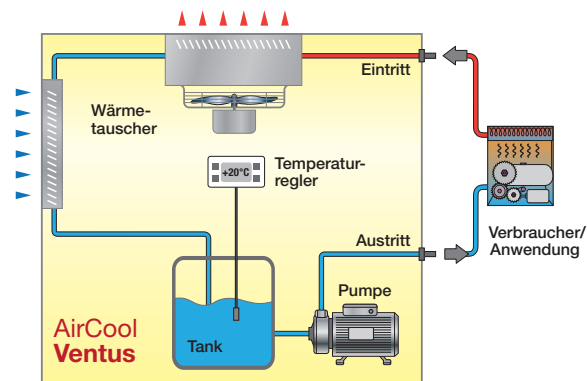 Eintritt
Wärme-
tauscher
+20°C
Temperatur-
regler
Verbraucher/
Anwendung
Austritt
Pumpe
AirCool
Ventus
Tank